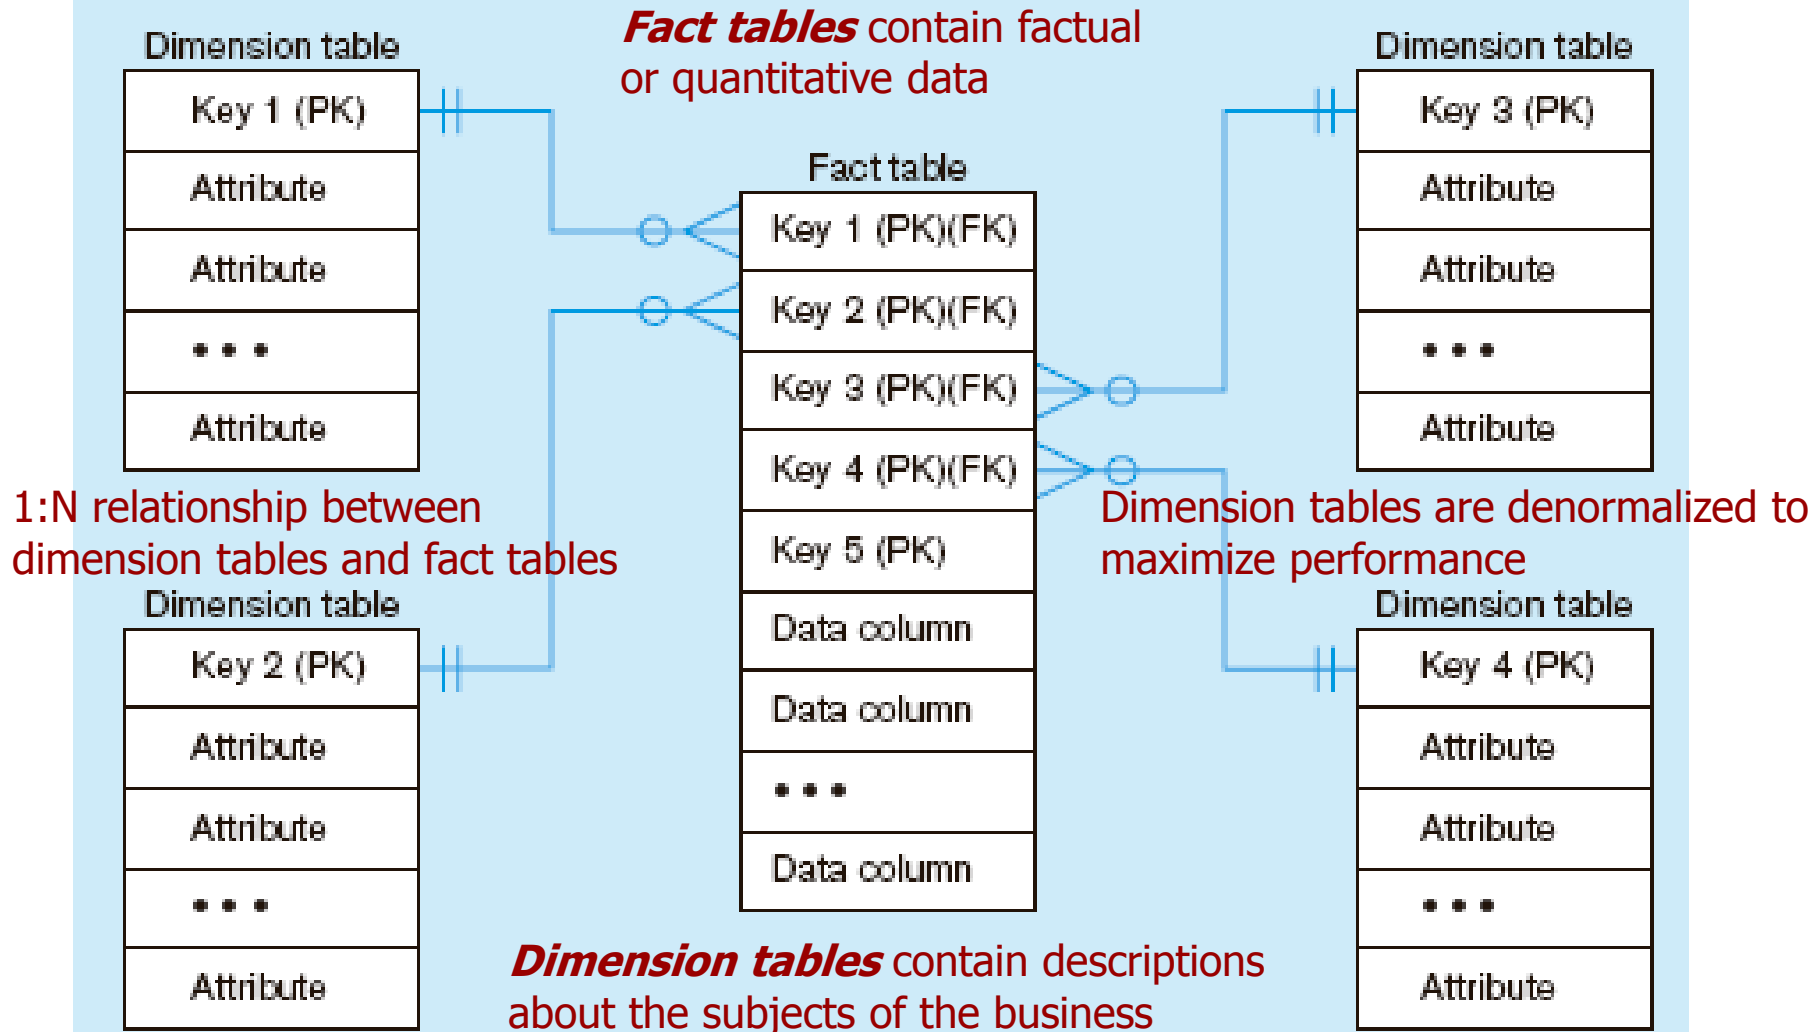 Fact tables contain factual
or quantitative data
Dimension table
Key 1 (PK)
Attribute
Attribute
• • •
Attribute
Dimension table
Key 3 (PK)
Attribute
Attribute
• • •
Attribute
Fact table
Key 1 (PK)(FK)
Key 2 (PK)(FK)
Key 3 (PK)(FK)
Key 4 (PK)(FK)
Key 5 (PK)
Data column
Data column
• • •
Data column
1:N relationship between
dimension tables and fact tables
Dimension tables are denormalized to
maximize performance
Dimension table
Key 2 (PK)
Attribute
Attribute
• • •
Attribute
Dimension table
Key 4 (PK)
Attribute
Attribute
• • •
Attribute
Dimension tables contain descriptions
about the subjects of the business